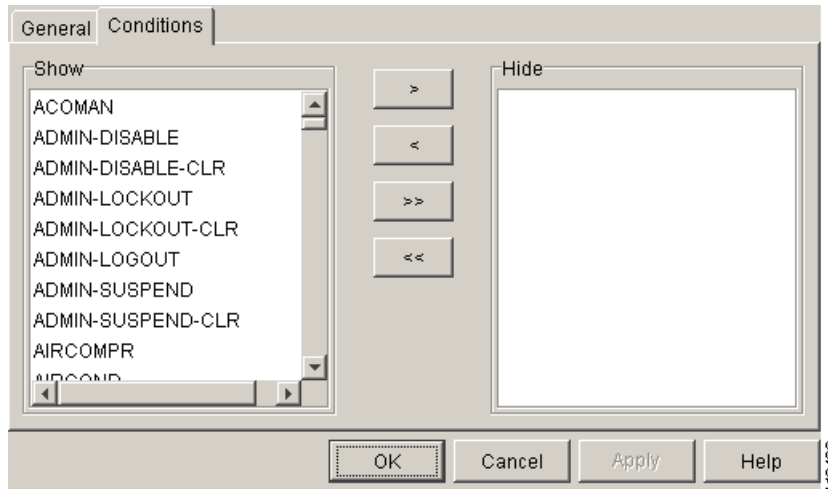 General Conditions
Show
Hide
ACOMAN
ADMIN-DISABLE
ADMIN-DISABLE-CLR
ADMIN-LOCKOUT
ADMIN-LOCKOUT-CLR
ADMIN-LOGOUT
ADMIN-SUSPEND
ADMIN-SUSPEND-CLR
AIRCOMPR
AIRCOND
>
<
>>
<<
OK Cancel Apply Help